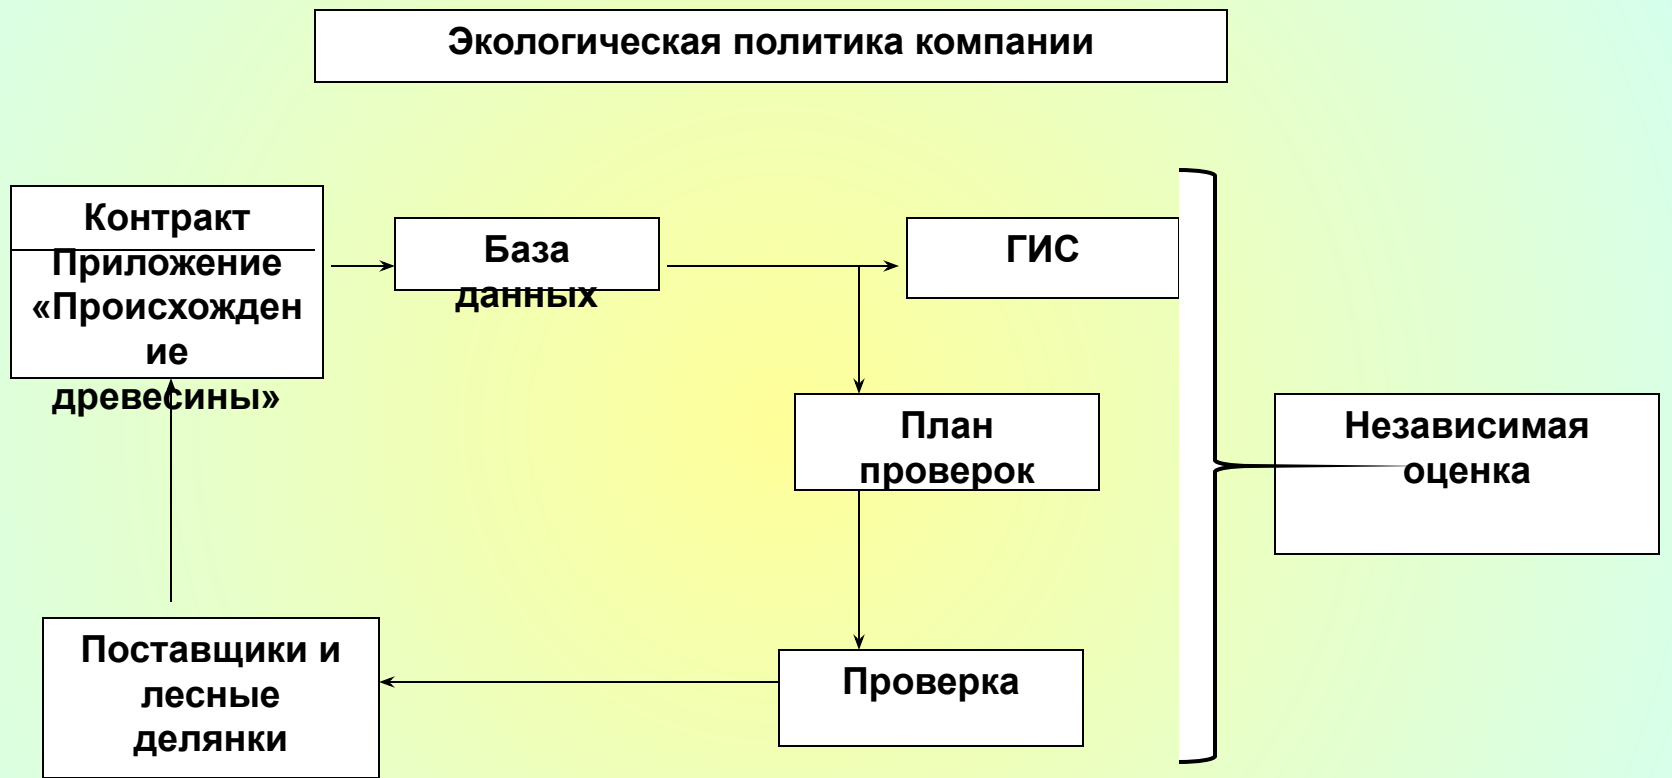 Экологическая политика компании
Контракт
Приложение
«Происхожден
ие
древесины»
База
данных
ГИС
План
проверок
Независимая
оценка
Поставщики и
лесные
делянки
Проверка